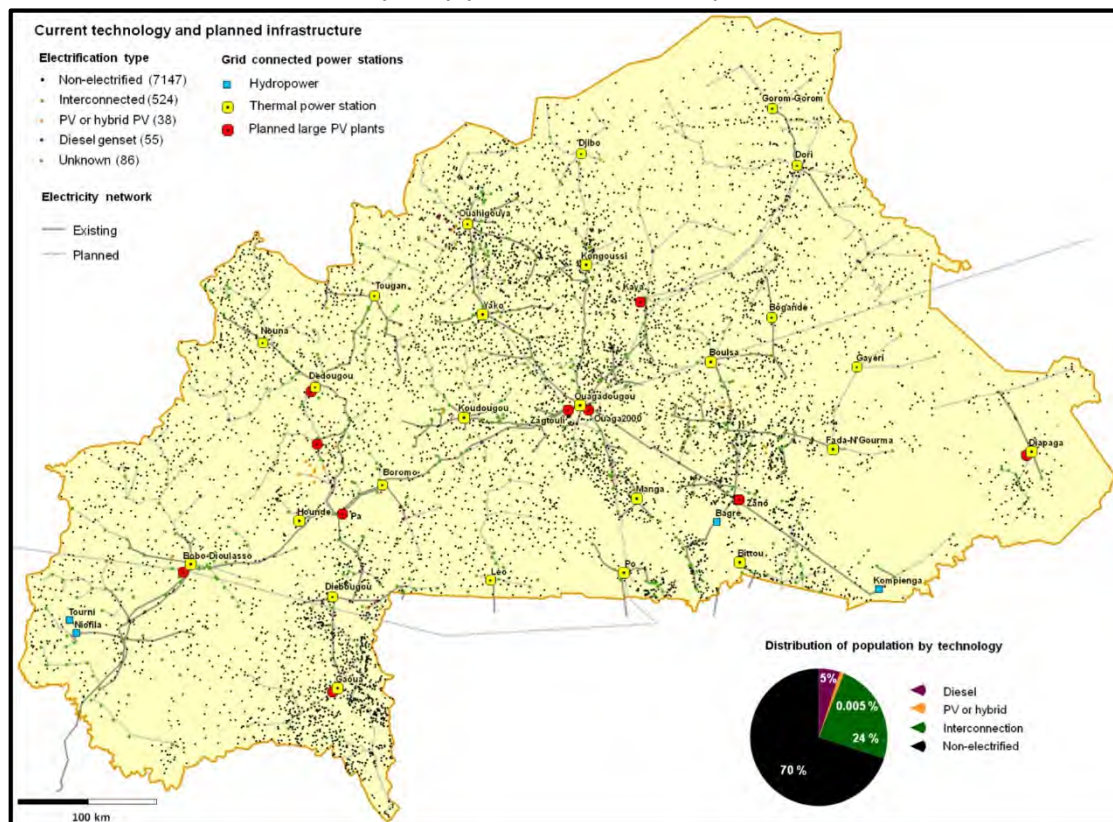 Current technology and planned infrastructure
Electrification type
Non-electrified (7147)
Interconnected (524)
PV or hybrid PV (38)
Diesel genset (55)
Unknown (86)
Grid connected power stations
Hydropower
Thermal power station
Planned large PV plants
Electricity network
Existing
Planned
Gorom-Gorom
Djibo
Dori
Ouahigouya
Kongoussi
Kaya
Tougan
Yako
Bogande
Nouna
Boulsa
Gayeri
Dedougou
Ouagadougou
Koudougou
Zagtouli
Ouaga2000
Fada-N'Gourma
Diapaga
Boromo
Manga
Zano
Hounde
Pa
Bagre
Bobo-Dioulasso
Bittou
Leo
Po
Kompienga
Diebougou
Tourni
Niofila
Gaoua
Distribution of population by technology
5%
0.005 %
24 %
70 %
Diesel
PV or hybrid
Interconnection
Non-electrified
100 km